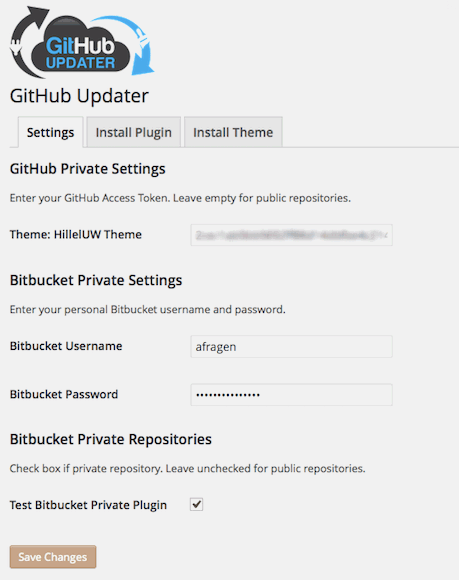 GitHub
UPDATER
GitHub Updater
Settings Install Plugin Install Theme
GitHub Private Settings
Enter your GitHub Access Token. Leave empty for public repositories.
Theme: HillelUW Theme
Bitbucket Private Settings
Enter your personal Bitbucket username and password.
Bitbucket Username afragen
Bitbucket Password •••••••••••••••
Bitbucket Private Repositories
Check box if private repository. Leave unchecked for public repositories.
Test Bitbucket Private Plugin
Save Changes